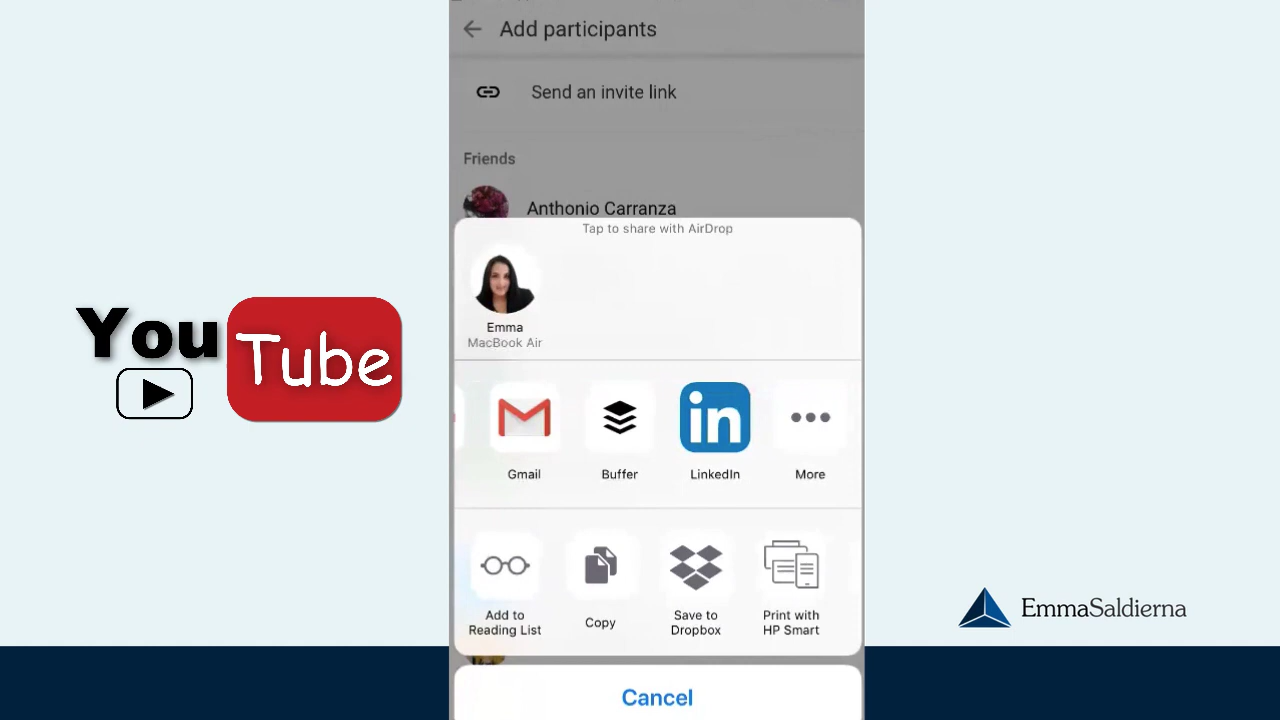 Add participants
Send an invite link
Friends
Anthonio Carranza
Tap to share with AirDrop
Emma
MacBook Air
You
Tube
in
Gmail
Buffer
LinkedIn
More
Add to
Reading List
Copy
Save to
Dropbox
Print with
HP Smart
EmmaSaldierna
Cancel